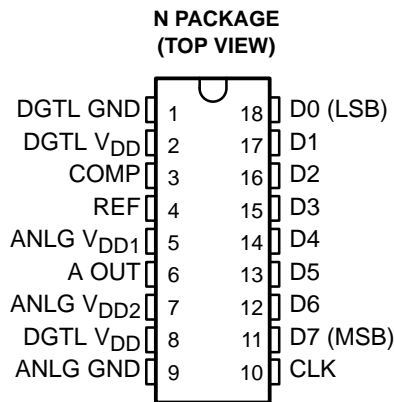 N PACKAGE
(TOP VIEW)
DGTL GND 1 18 D0 (LSB)
DGTL VDD 2 17 D1
COMP 3 16 D2
REF 4 15 D3
ANLG VDD1 5 14 D4
A OUT 6 13 D5
ANLG VDD2 7 12 D6
DGTL VDD 8 11 D7 (MSB)
ANLG GND 9 10 CLK